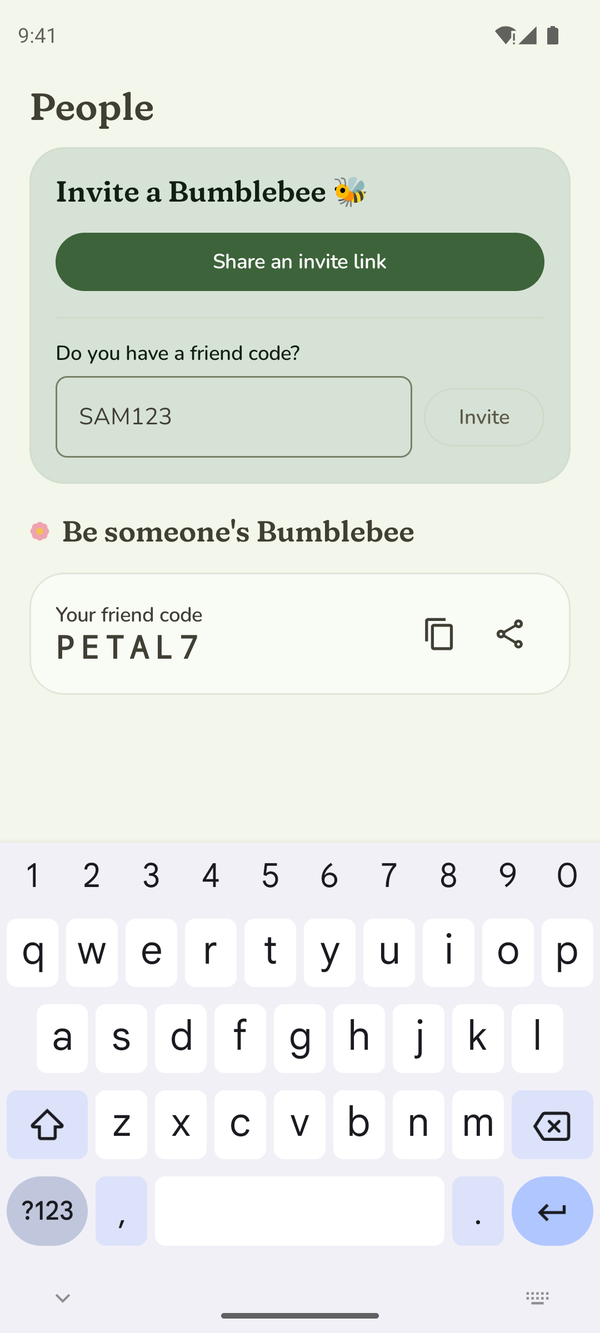 9:41
People
Invite a Bumblebee 🐝
Share an invite link
Do you have a friend code?
SAM123
Invite
Be someone's Bumblebee
Your friend code
PETAL7
1 2 3 4 5 6 7 8 9 0
q w e r t y u i o p
a s d f g h j k l
z x c v b n m
?123 , .